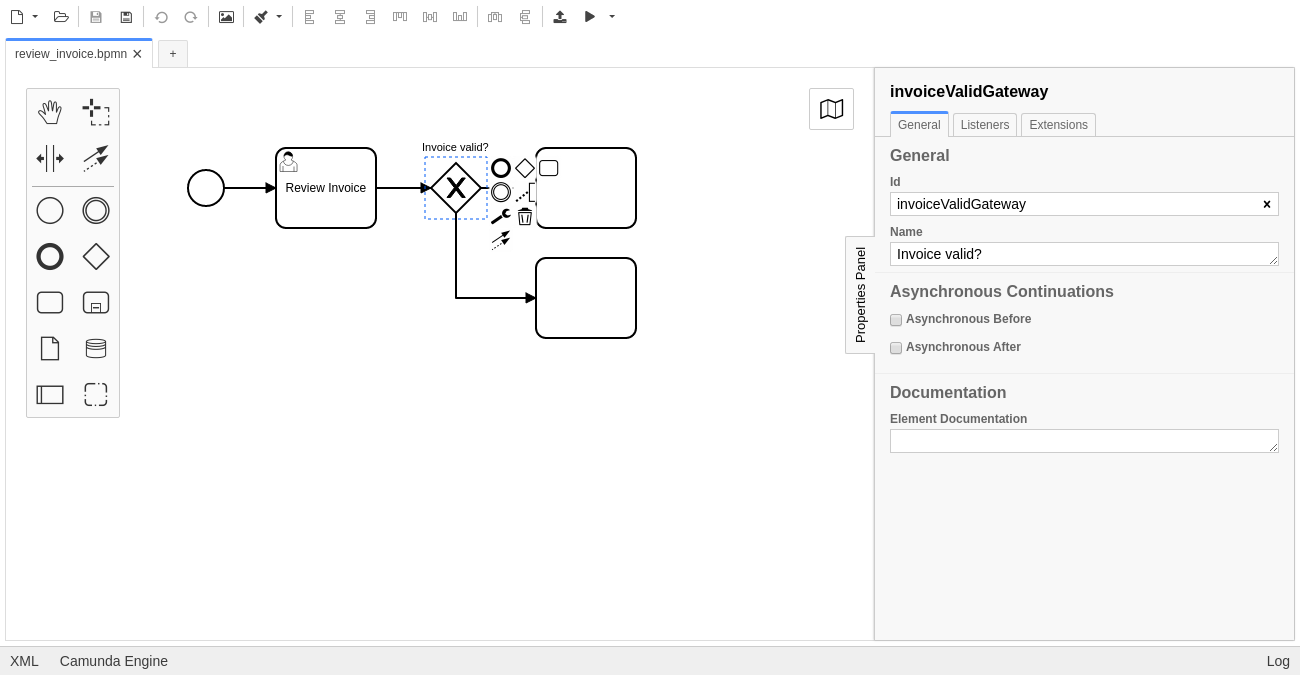 review_invoice.bpmn
+
Invoice valid?
Review Invoice
Properties Panel
invoiceValidGateway
General
Listeners
Extensions
General
Id
invoiceValidGateway
Name
Invoice valid?
Asynchronous Continuations
Asynchronous Before
Asynchronous After
Documentation
Element Documentation
XML
Camunda Engine
Log